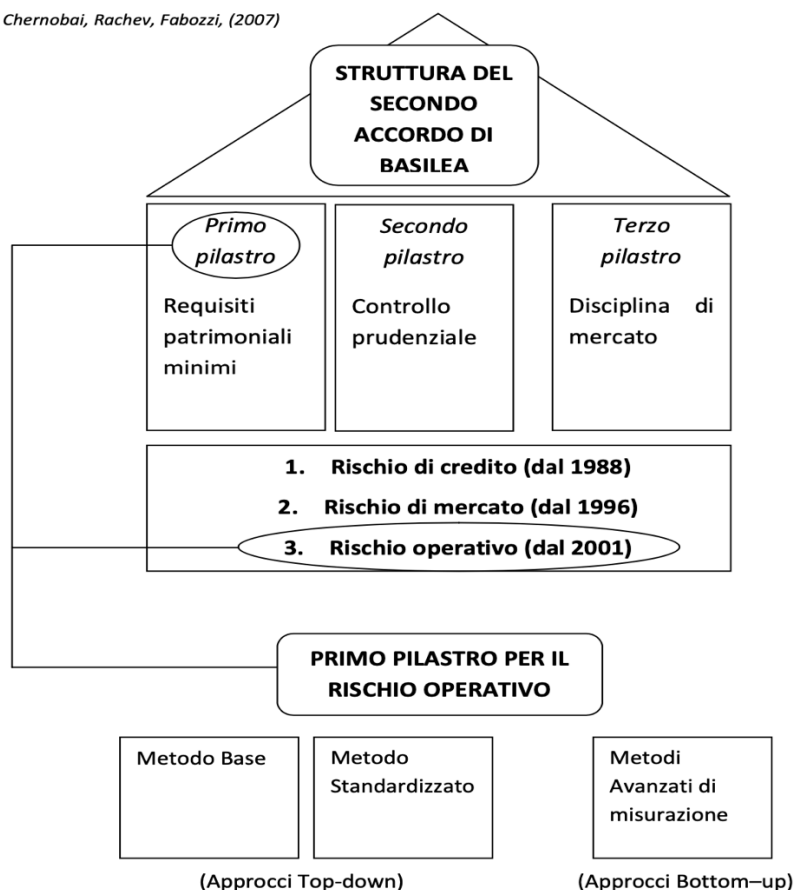 Chernobai, Rachev, Fabozzi, (2007)
STRUTTURA DEL
SECONDO
ACCORDO DI
BASILEA
Primo
pilastro
Requisiti
patrimoniali
minimi
Secondo
pilastro
Controllo
prudenziale
Terzo
pilastro
Disciplina di
mercato
1. Rischio di credito (dal 1988)
2. Rischio di mercato (dal 1996)
3. Rischio operativo (dal 2001)
PRIMO PILASTRO PER IL
RISCHIO OPERATIVO
Metodo Base
Metodo
Standardizzato
Metodi
Avanzati di
misurazione
(Approcci Top-down)
(Approcci Bottom–up)